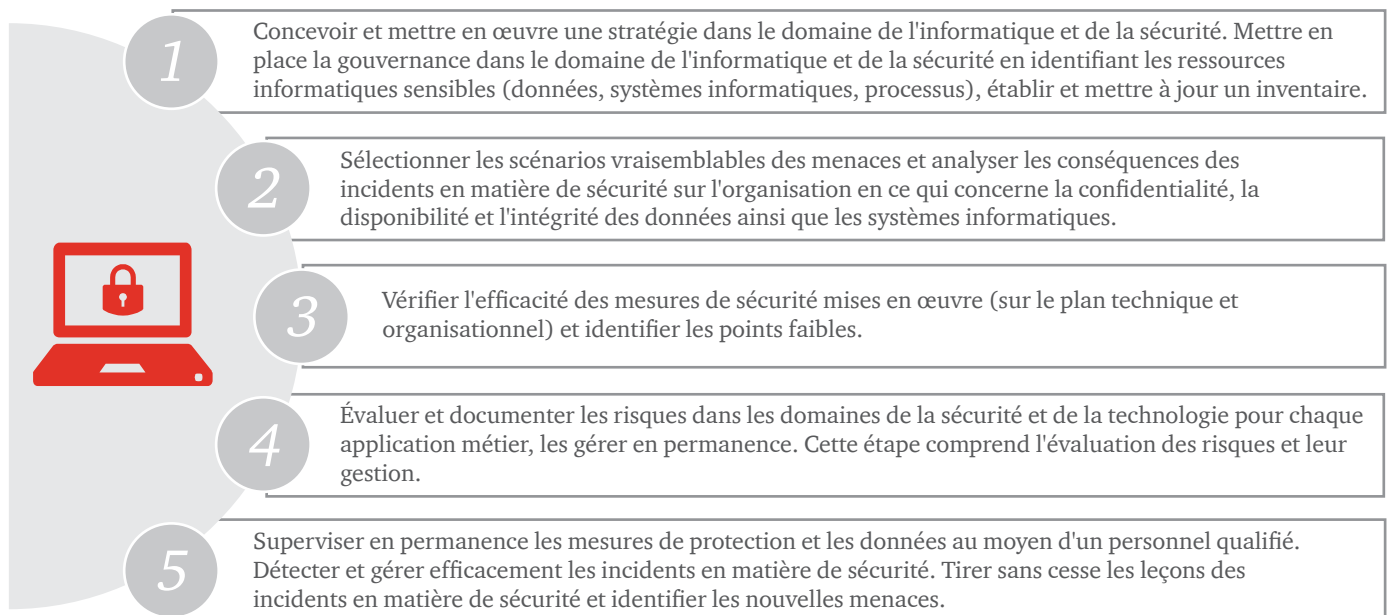 1
Concevoir et mettre en œuvre une stratégie dans le domaine de l'informatique et de la sécurité. Mettre en
place la gouvernance dans le domaine de l'informatique et de la sécurité en identifiant les ressources
informatiques sensibles (données, systèmes informatiques, processus), établir et mettre à jour un inventaire.
2
Sélectionner les scénarios vraisemblables des menaces et analyser les conséquences des
incidents en matière de sécurité sur l'organisation en ce qui concerne la confidentialité, la
disponibilité et l'intégrité des données ainsi que les systèmes informatiques.
3
Vérifier l'efficacité des mesures de sécurité mises en œuvre (sur le plan technique et
organisationnel) et identifier les points faibles.
4
Évaluer et documenter les risques dans les domaines de la sécurité et de la technologie pour chaque
application métier, les gérer en permanence. Cette étape comprend l'évaluation des risques et leur
gestion.
5
Superviser en permanence les mesures de protection et les données au moyen d'un personnel qualifié.
Détecter et gérer efficacement les incidents en matière de sécurité. Tirer sans cesse les leçons des
incidents en matière de sécurité et identifier les nouvelles menaces.